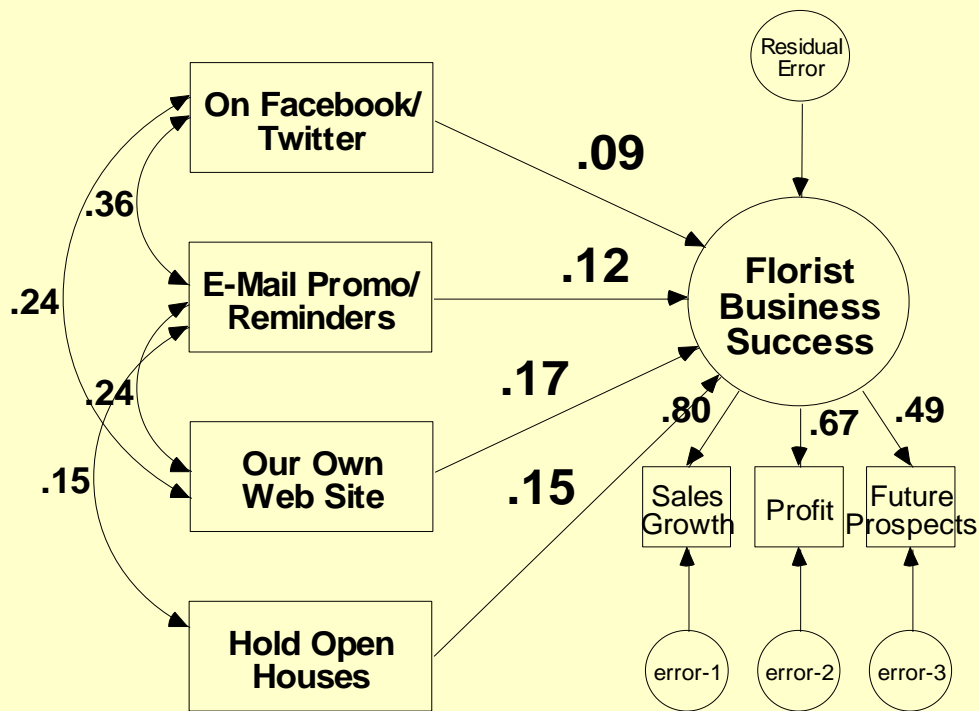 Residual
Error
On Facebook/
Twitter
.09
.36
E-Mail Promo/
Reminders
.12
Florist
Business
Success
.24
.17
.24
.80
.67
.49
.15
Our Own
Web Site
.15
Sales
Growth
Profit
Future
Prospects
Hold Open
Houses
error-1
error-2
error-3